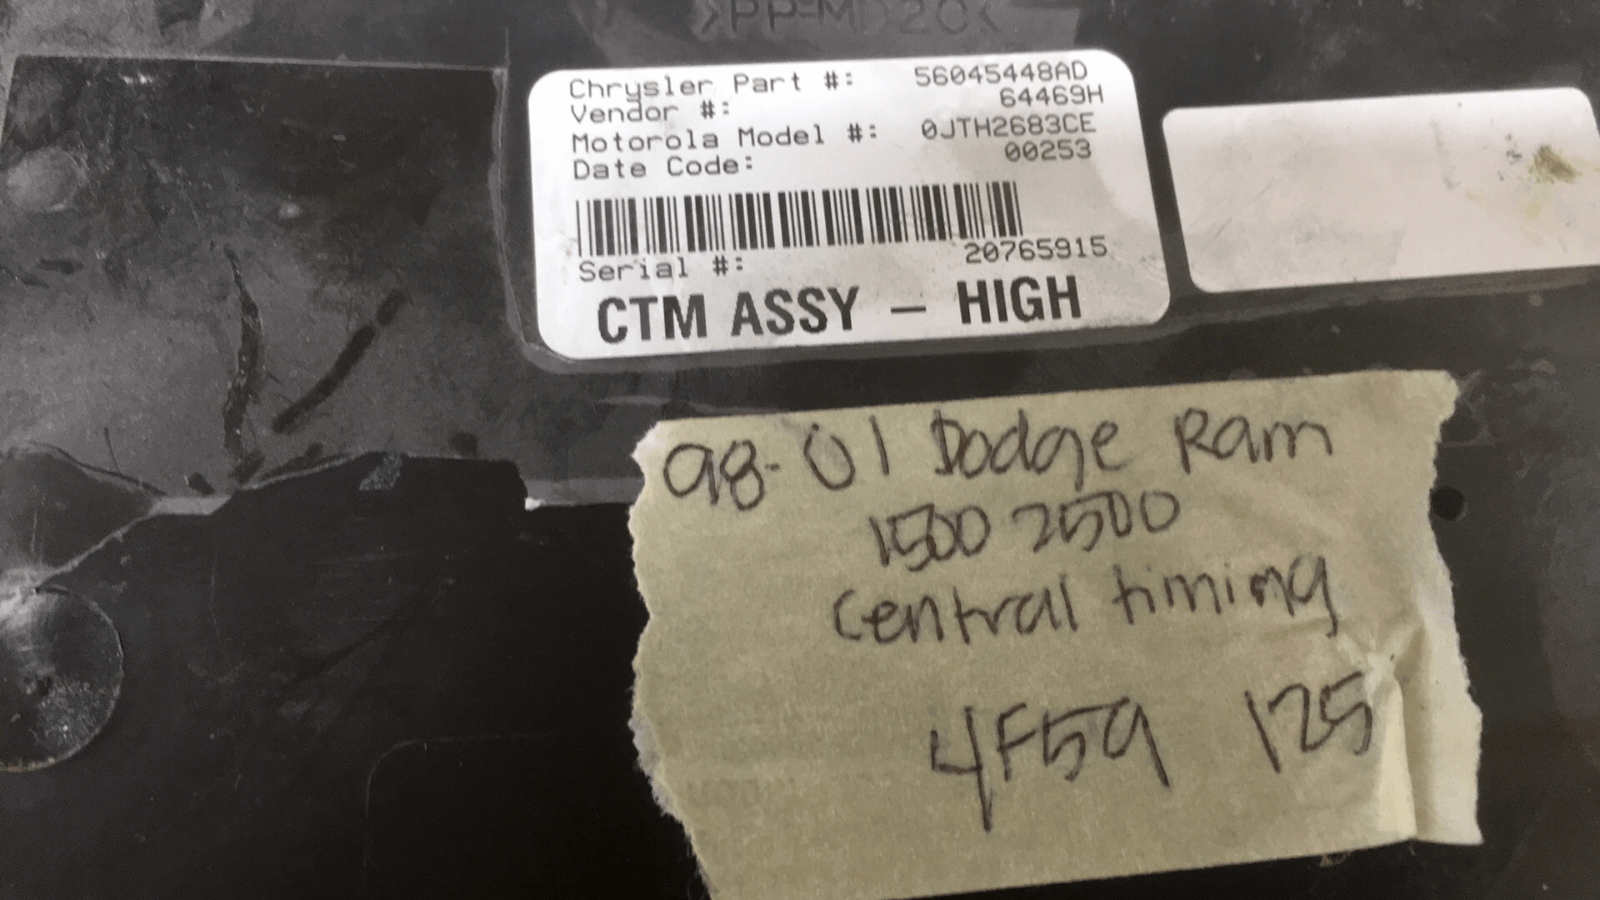 >PP-MD20<
Chrysler Part #: 56045448AD
Vendor #: 64469H
Motorola Model #: 0JTH2683CE
Date Code: 00253
Serial #: 20765915
CTM ASSY – HIGH
98-01 Dodge Ram
1500 2500
Central timing
4F59 125